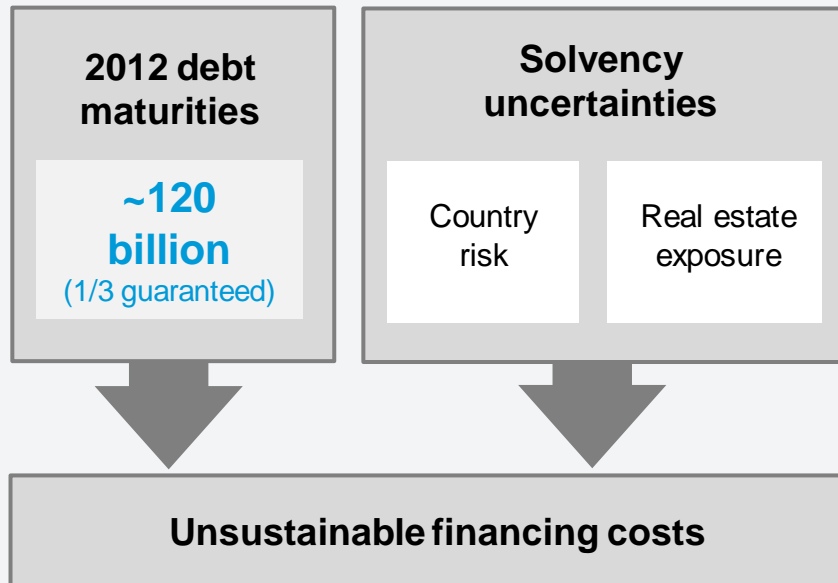 2012 debt
maturities
~120
billion
(1/3 guaranteed)
Solvency
uncertainties
Country
risk
Real estate
exposure
Unsustainable financing costs